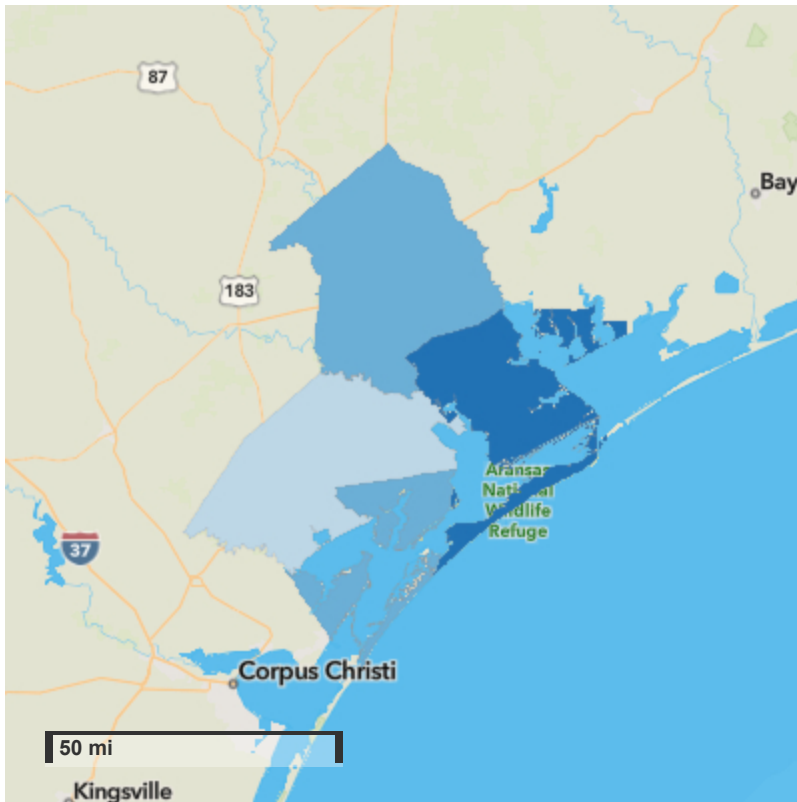 87
Bay
183
Aransas
National
Wildlife
Refuge
37
Corpus Christi
50 mi
Kingsville